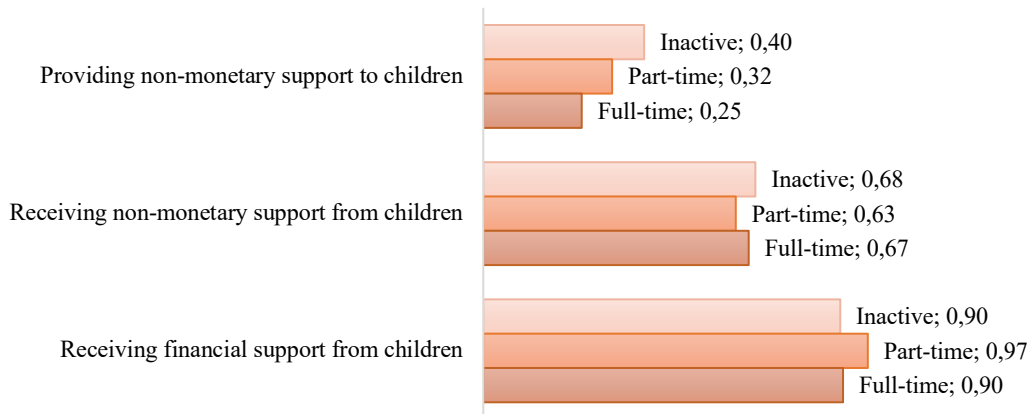 Inactive; 0,40
Providing non-monetary support to children
Part-time; 0,32
Full-time; 0,25
Inactive; 0,68
Receiving non-monetary support from children
Part-time; 0,63
Full-time; 0,67
Inactive; 0,90
Receiving financial support from children
Part-time; 0,97
Full-time; 0,90